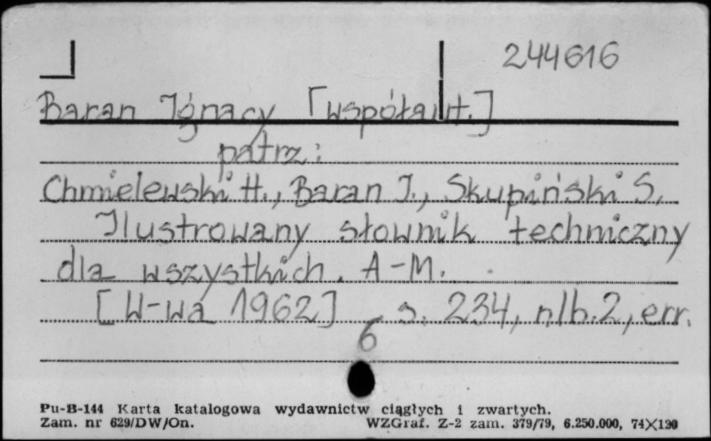 244616
Baran Ignacy [współaut.]
patrz:
Chmielewski H., Baran I., Skupiński S.
Ilustrowany słownik techniczny
dla wszystkich. A-M.
[W-wa 1962] s. 234, nlb. 2, err.
6
Pu-B-144 Karta katalogowa wydawnictw ciągłych i zwartych.
Zam. nr 629/DW/On. WZGraf. Z-2 zam. 379/79, 6.250.000, 74×120